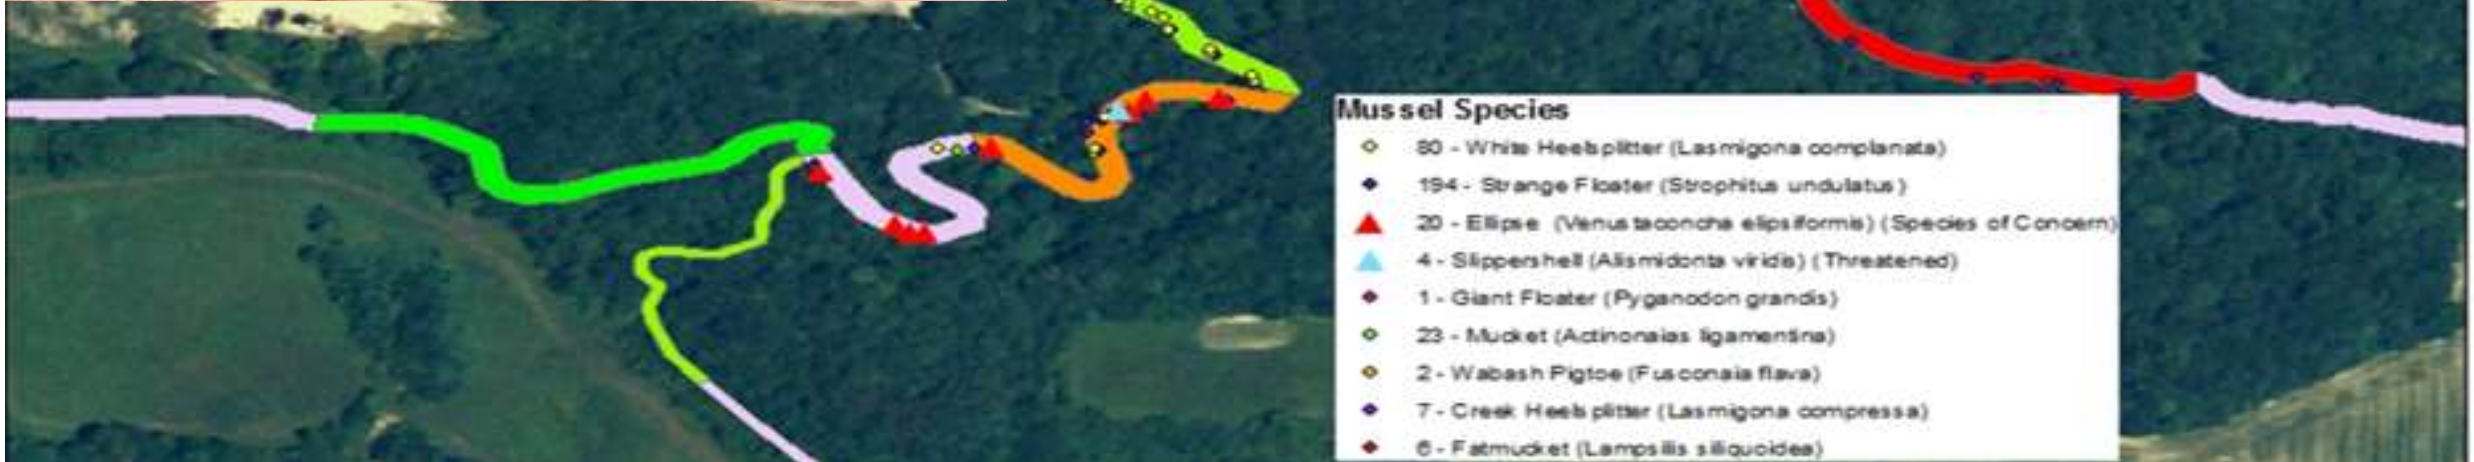 Mussel Species
80 - White Heelsplitter (Lasmigona complanata)
194 - Strange Floater (Strophitus undulatus)
20 - Ellipse (Venustaconcha elipsiformis) (Species of Concern)
4 - Slippershell (Alismidonta viridis) (Threatened)
1 - Giant Floater (Pyganodon grandis)
23 - Mucket (Actinonaias ligamentina)
2 - Wabash Pigtoe (Fusconaia flava)
7 - Creek Heelsplitter (Lasmigona compressa)
6 - Fatmucket (Lampsilis siliquoidea)